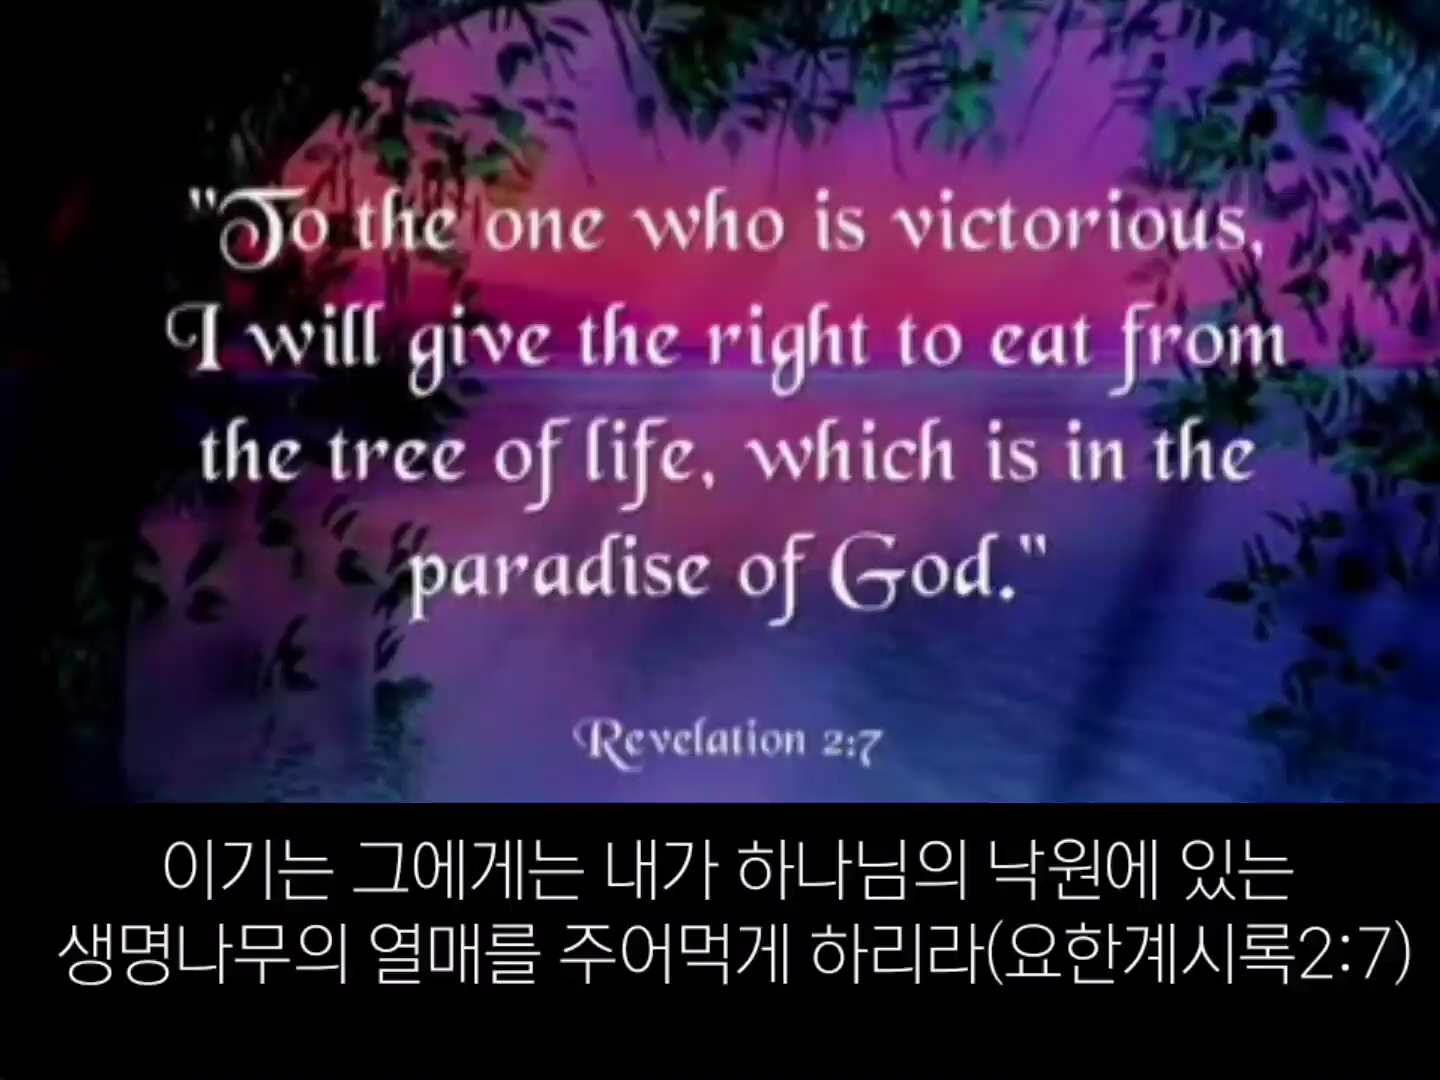 "To the one who is victorious,
I will give the right to eat from
the tree of life, which is in the
paradise of God."
Revelation 2:7
이기는 그에게는 내가 하나님의 낙원에 있는
생명나무의 열매를 주어먹게 하리라(요한계시록2:7)